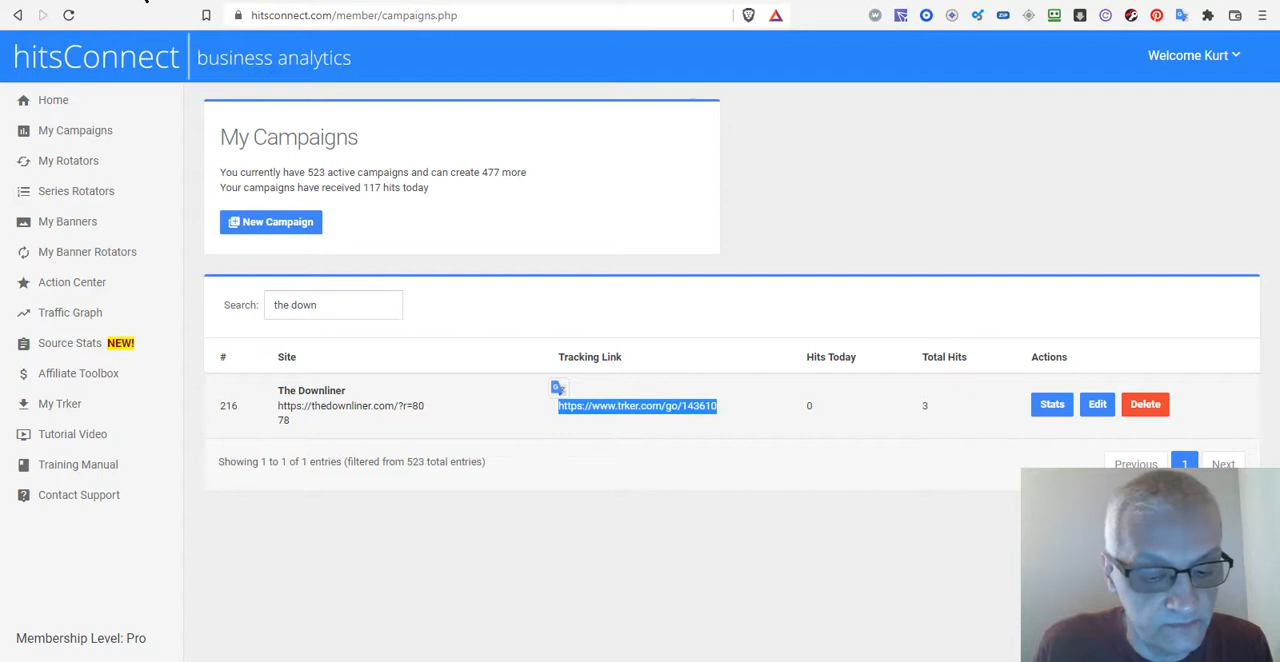 hitsconnect.com/member/campaigns.php
ZIP
hitsConnect business analytics
Welcome Kurt
Home
My Campaigns
My Rotators
Series Rotators
My Banners
My Banner Rotators
Action Center
Traffic Graph
Source Stats NEW!
Affiliate Toolbox
My Trker
Tutorial Video
Training Manual
Contact Support
Membership Level: Pro
My Campaigns
You currently have 523 active campaigns and can create 477 more
Your campaigns have received 117 hits today
New Campaign
Search: the down
# Site Tracking Link Hits Today Total Hits Actions
216 The Downliner https://www.trker.com/go/143610 0 3 Stats Edit Delete
https://thedownliner.com/?r=80
78
Showing 1 to 1 of 1 entries (filtered from 523 total entries)
Previous 1 Next